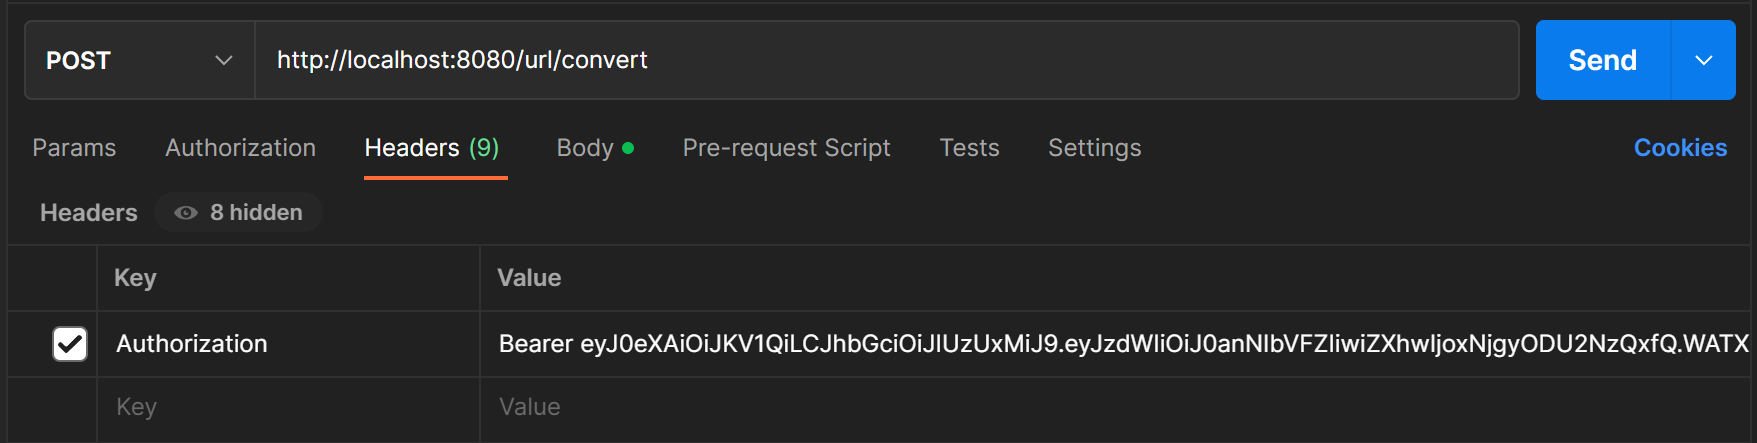 POST http://localhost:8080/url/convert Send
Params Authorization Headers (9) Body Pre-request Script Tests Settings Cookies
Headers 8 hidden
Key Value
Authorization Bearer eyJ0eXAiOiJKV1QiLCJhbGciOiJIUzUxMiJ9.eyJzdWIiOiJ0anNlbVFZIiwiZXhwIjoxNjgyODU2NzQxfQ.WATX
Key Value